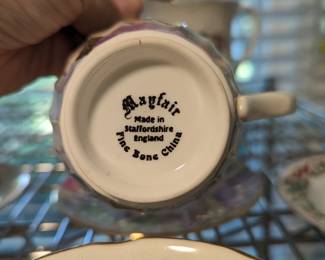 Mayfair
Made in
Staffordshire
England
Fine Bone China